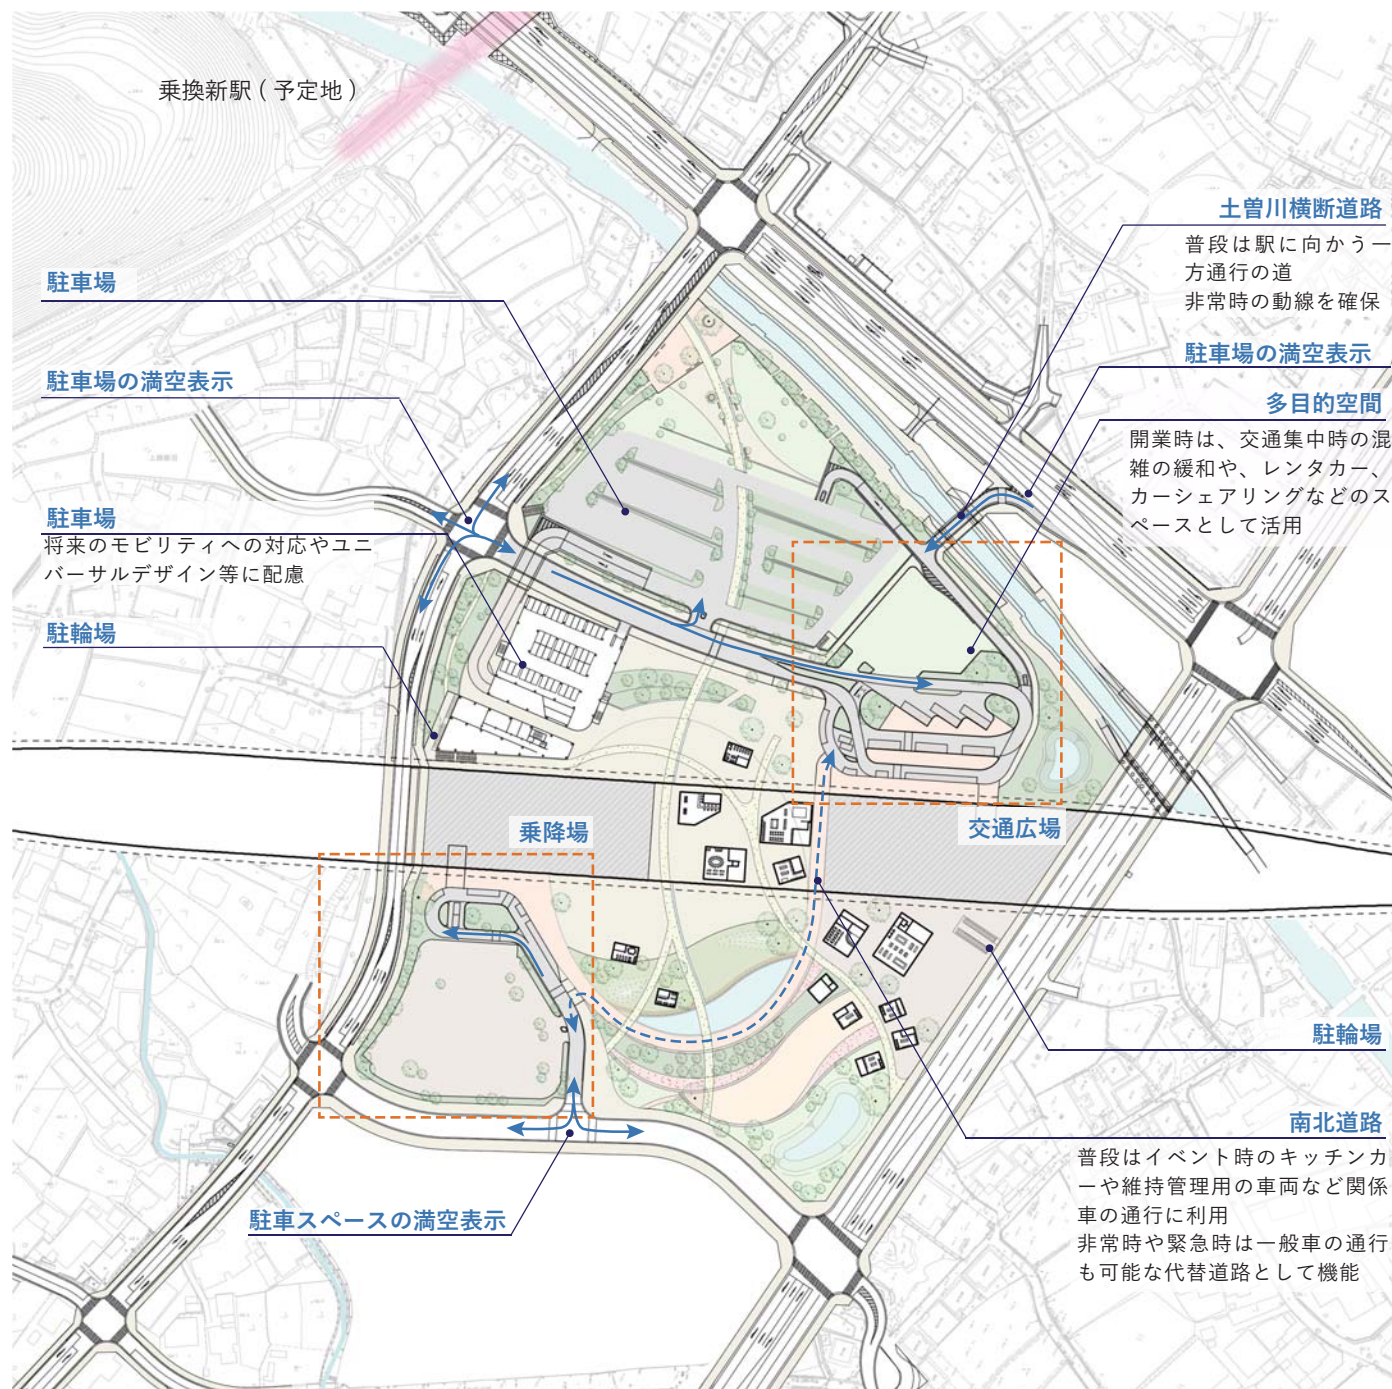 乗換新駅(予定地)
土曽川横断道路
普段は駅に向かう一
方通行の道
非常時の動線を確保
駐車場
駐車場の満空表示
駐車場の満空表示
多目的空間
開業時は、交通集中時の混
雑の緩和や、レンタカー、
カーシェアリングなどのス
ペースとして活用
駐車場
将来のモビリティへの対応やユニ
バーサルデザイン等に配慮
駐輪場
乗降場
交通広場
駐輪場
南北道路
普段はイベント時のキッチンカ
ーや維持管理用の車両など関係
車の通行に利用
非常時や緊急時は一般車の通行
も可能な代替道路として機能
駐車スペースの満空表示